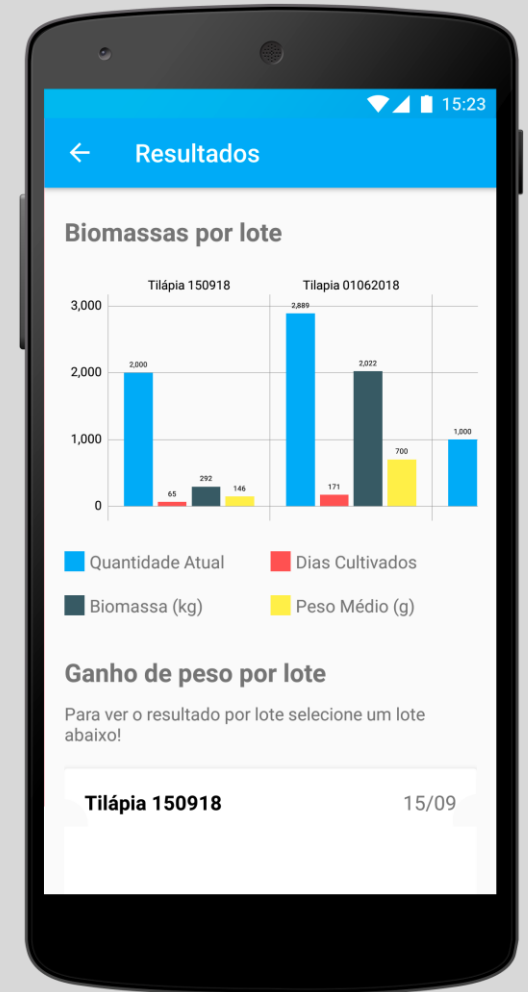 15:23
Resultados
Biomassas por lote
Tilápia 150918 Tilapia 01062018
3,000
2,889
2,000 2,000 2,022
1,000 1,000
700
292
171
146
65
0
Quantidade Atual Dias Cultivados
Biomassa (kg) Peso Médio (g)
Ganho de peso por lote
Para ver o resultado por lote selecione um lote
abaixo!
Tilápia 150918 15/09